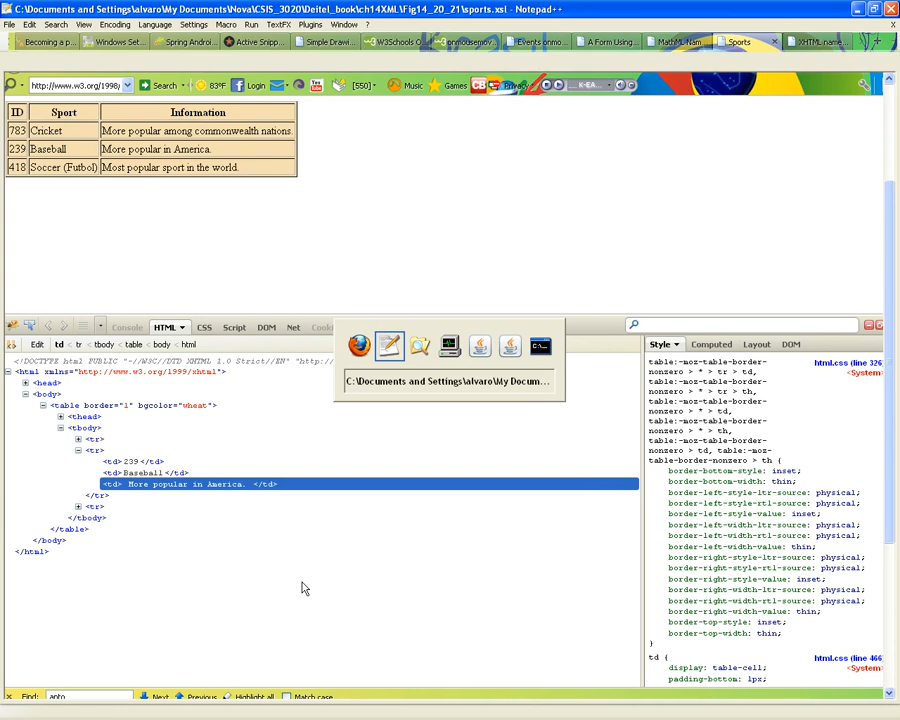 C:\Documents and Settings\alvaro\My Documents\Nova\CSIS_3020\Deitel_book\ch14XML\Fig14_20_21\sports.xsl - Notepad++
File Edit Search View Encoding Language Settings Macro Run TextFX Plugins Window ?
Becoming a p... Windows Set... Spring Androi... Active Snipp... Simple Drawi... W3Schools O... onmousemov... Events onmo... A Form Using... MathML Nam... Sports XHTML name...
http://www.w3.org/1998/ Search 83°F Login [550] Music Games Privacy K-EA...
ID Sport Information
783 Cricket More popular among commonwealth nations.
239 Baseball More popular in America.
418 Soccer (Futbol) Most popular sport in the world.
Console HTML CSS Script DOM Net Cooki
Edit td < tr < tbody < table < body < html
Style Computed Layout DOM
<!DOCTYPE html PUBLIC "-//W3C//DTD XHTML 1.0 Strict//EN" "http:/
<html xmlns="http://www.w3.org/1999/xhtml">
<head>
<body>
<table border="1" bgcolor="wheat">
<thead>
<tbody>
<tr>
<tr>
<td>239</td>
<td>Baseball</td>
<td> More popular in America. </td>
</tr>
<tr>
</tbody>
</table>
</body>
</html>
C:\Documents and Settings\alvaro\My Docum...
table:-moz-table-border- html.css (line 326)
nonzero > * > tr > td, <System>
table:-moz-table-border-
nonzero > * > tr > th,
table:-moz-table-border-
nonzero > * > td,
table:-moz-table-border-
nonzero > * > th,
table:-moz-table-border-
nonzero > td, table:-moz-
table-border-nonzero > th {
border-bottom-style: inset;
border-bottom-width: thin;
border-left-style-ltr-source: physical;
border-left-style-rtl-source: physical;
border-left-style-value: inset;
border-left-width-ltr-source: physical;
border-left-width-rtl-source: physical;
border-left-width-value: thin;
border-right-style-ltr-source: physical;
border-right-style-rtl-source: physical;
border-right-style-value: inset;
border-right-width-ltr-source: physical;
border-right-width-rtl-source: physical;
border-right-width-value: thin;
border-top-style: inset;
border-top-width: thin;
}
td { html.css (line 466)
display: table-cell; <System>
padding-bottom: 1px;
Find: anto Next Previous Highlight all Match case